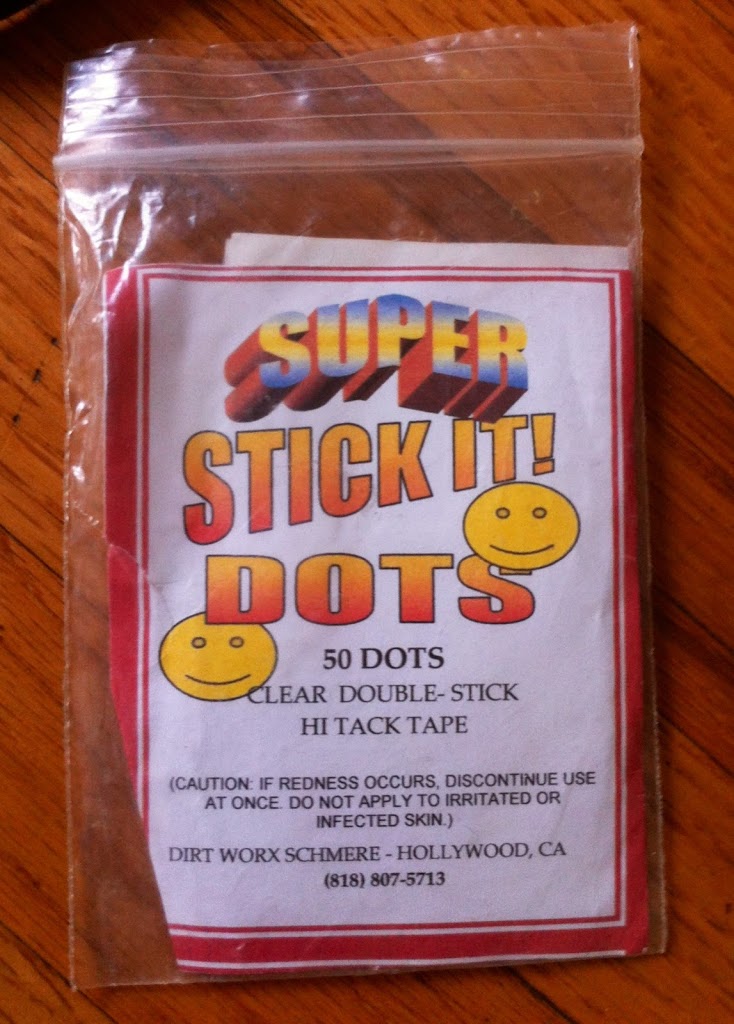 SUPER
STICK IT!
DOTS
50 DOTS
CLEAR DOUBLE- STICK
HI TACK TAPE
(CAUTION: IF REDNESS OCCURS, DISCONTINUE USE
AT ONCE. DO NOT APPLY TO IRRITATED OR
INFECTED SKIN.)
DIRT WORX SCHMERE - HOLLYWOOD, CA
(818) 807-5713